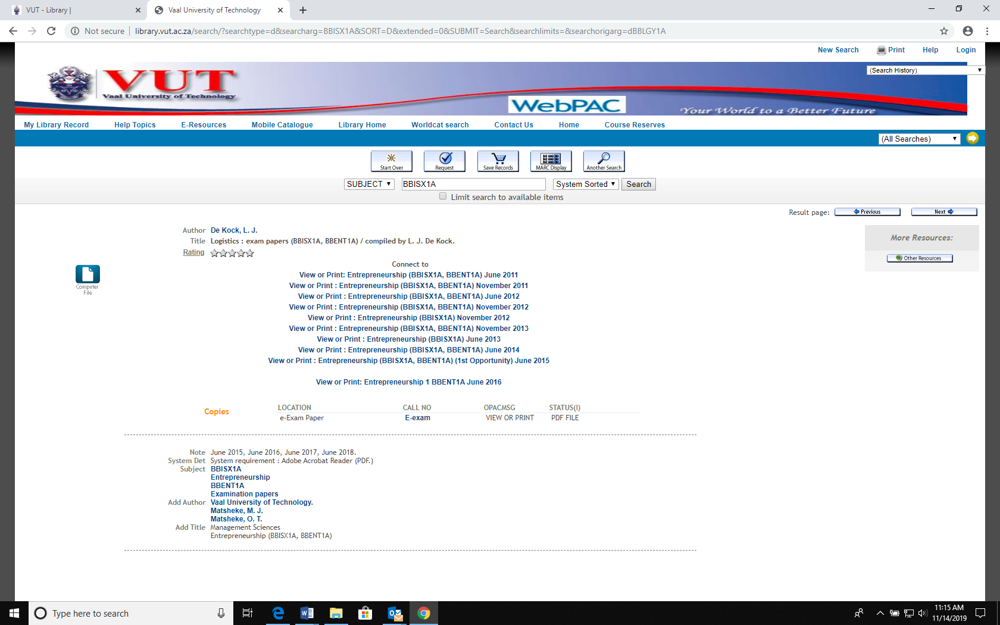 VUT - Library |
Vaal University of Technology
Not secure | library.vut.ac.za/search/?searchtype=d&searcharg=BBISX1A&SORT=D&extended=0&SUBMIT=Search&searchlimits=&searchorigarg=dBBLGY1A
New Search Print Help Login
(Search History)
VUT
Vaal University of Technology
WebPAC
Your World to a Better Future
My Library Record Help Topics E-Resources Mobile Catalogue Library Home Worldcat search Contact Us Home Course Reserves
(All Searches)
Start Over Request Save Records MARC Display Another Search
SUBJECT BBISX1A System Sorted Search
Limit search to available items
Result page: Previous Next
Author De Kock, L. J.
Title Logistics : exam papers (BBISX1A, BBENT1A) / compiled by L. J. De Kock.
Rating
More Resources:
Other Resources
Computer
File
Connect to
View or Print: Entrepreneurship (BBISX1A, BBENT1A) June 2011
View or Print : Entrepreneurship (BBISX1A, BBENT1A) November 2011
View or Print : Entrepreneurship (BBISX1A, BBENT1A) June 2012
View or Print : Entrepreneurship (BBISX1A, BBENT1A) November 2012
View or Print : Entrepreneurship (BBISX1A) November 2012
View or Print : Entrepreneurship (BBISX1A, BBENT1A) November 2013
View or Print : Entrepreneurship (BBISX1A) June 2013
View or Print : Entrepreneurship (BBISX1A, BBENT1A) June 2014
View or Print : Entrepreneurship (BBISX1A, BBENT1A) (1st Opportunity) June 2015
View or Print: Entrepreneurship 1 BBENT1A June 2016
Copies
LOCATION CALL NO OPACMSG STATUS(I)
e-Exam Paper E-exam VIEW OR PRINT PDF FILE
Note June 2015, June 2016, June 2017, June 2018.
System Det System requirement : Adobe Acrobat Reader (PDF.)
Subject BBISX1A
Entrepreneurship
BBENT1A
Examination papers
Add Author Vaal University of Technology.
Matsheke, M. J.
Matsheke, O. T.
Add Title Management Sciences
Entrepreneurship (BBISX1A, BBENT1A)
Type here to search
11:15 AM
11/14/2019